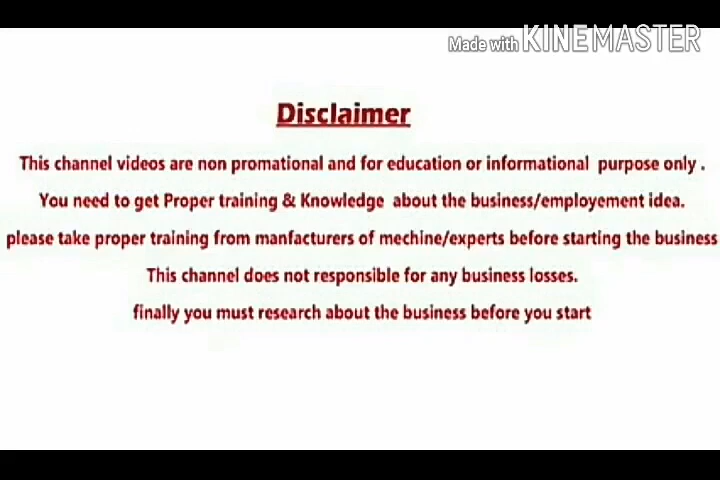 Made with KINEMASTER
Disclaimer
This channel videos are non promational and for education or informational purpose only .
You need to get Proper training & Knowledge about the business/employement idea.
please take proper training from manfacturers of mechine/experts before starting the business
This channel does not responsible for any business losses.
finally you must research about the business before you start